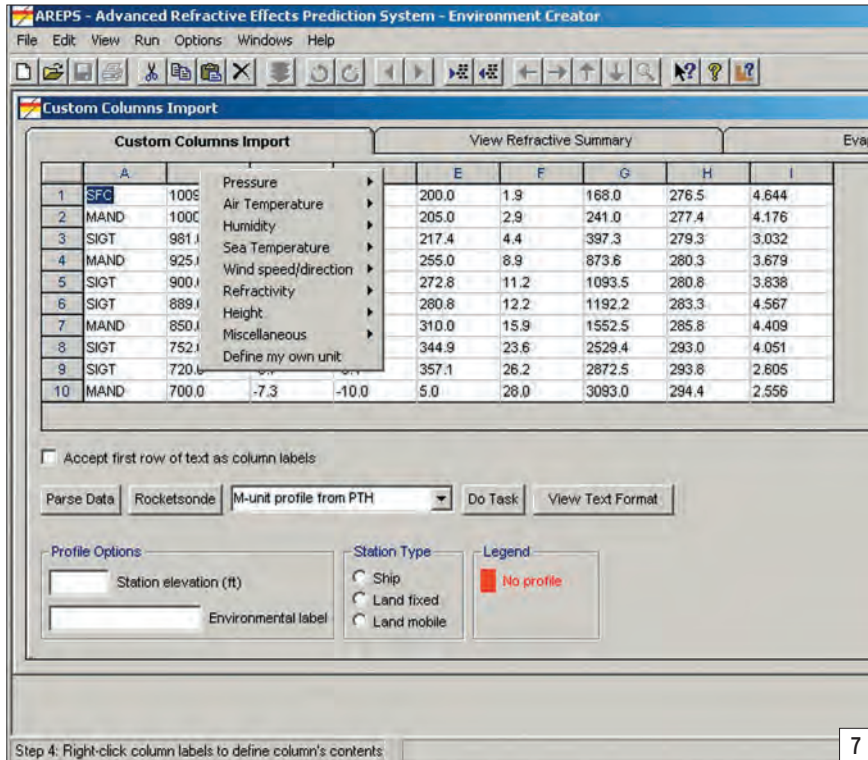 AREPS - Advanced Refractive Effects Prediction System - Environment Creator
File Edit View Run Options Windows Help
Custom Columns Import
Custom Columns Import View Refractive Summary
A E F G H I
1 SFC 200.0 1.9 168.0 276.5 4.644
2 MAND 205.0 2.9 241.0 277.4 4.176
3 SIGT 217.4 4.4 397.3 279.3 3.032
4 MAND 255.0 8.9 873.6 280.3 3.679
5 SIGT 272.8 11.2 1093.5 280.8 3.838
6 SIGT 280.8 12.2 1192.2 283.3 4.567
7 MAND 310.0 15.9 1552.5 285.8 4.409
8 SIGT 344.9 23.6 2529.4 293.0 4.051
9 SIGT 357.1 26.2 2872.5 293.8 2.605
10 MAND 700.0 -7.3 -10.0 5.0 28.0 3093.0 294.4 2.556
Pressure
Air Temperature
Humidity
Sea Temperature
Wind speed/direction
Refractivity
Height
Miscellaneous
Define my own unit
Accept first row of text as column labels
Parse Data Rocketsonde M-unit profile from PTH Do Task View Text Format
Profile Options
Station elevation (ft)
Environmental label
Station Type
Ship
Land fixed
Land mobile
Legend
No profile
Step 4: Right-click column labels to define column's contents
7